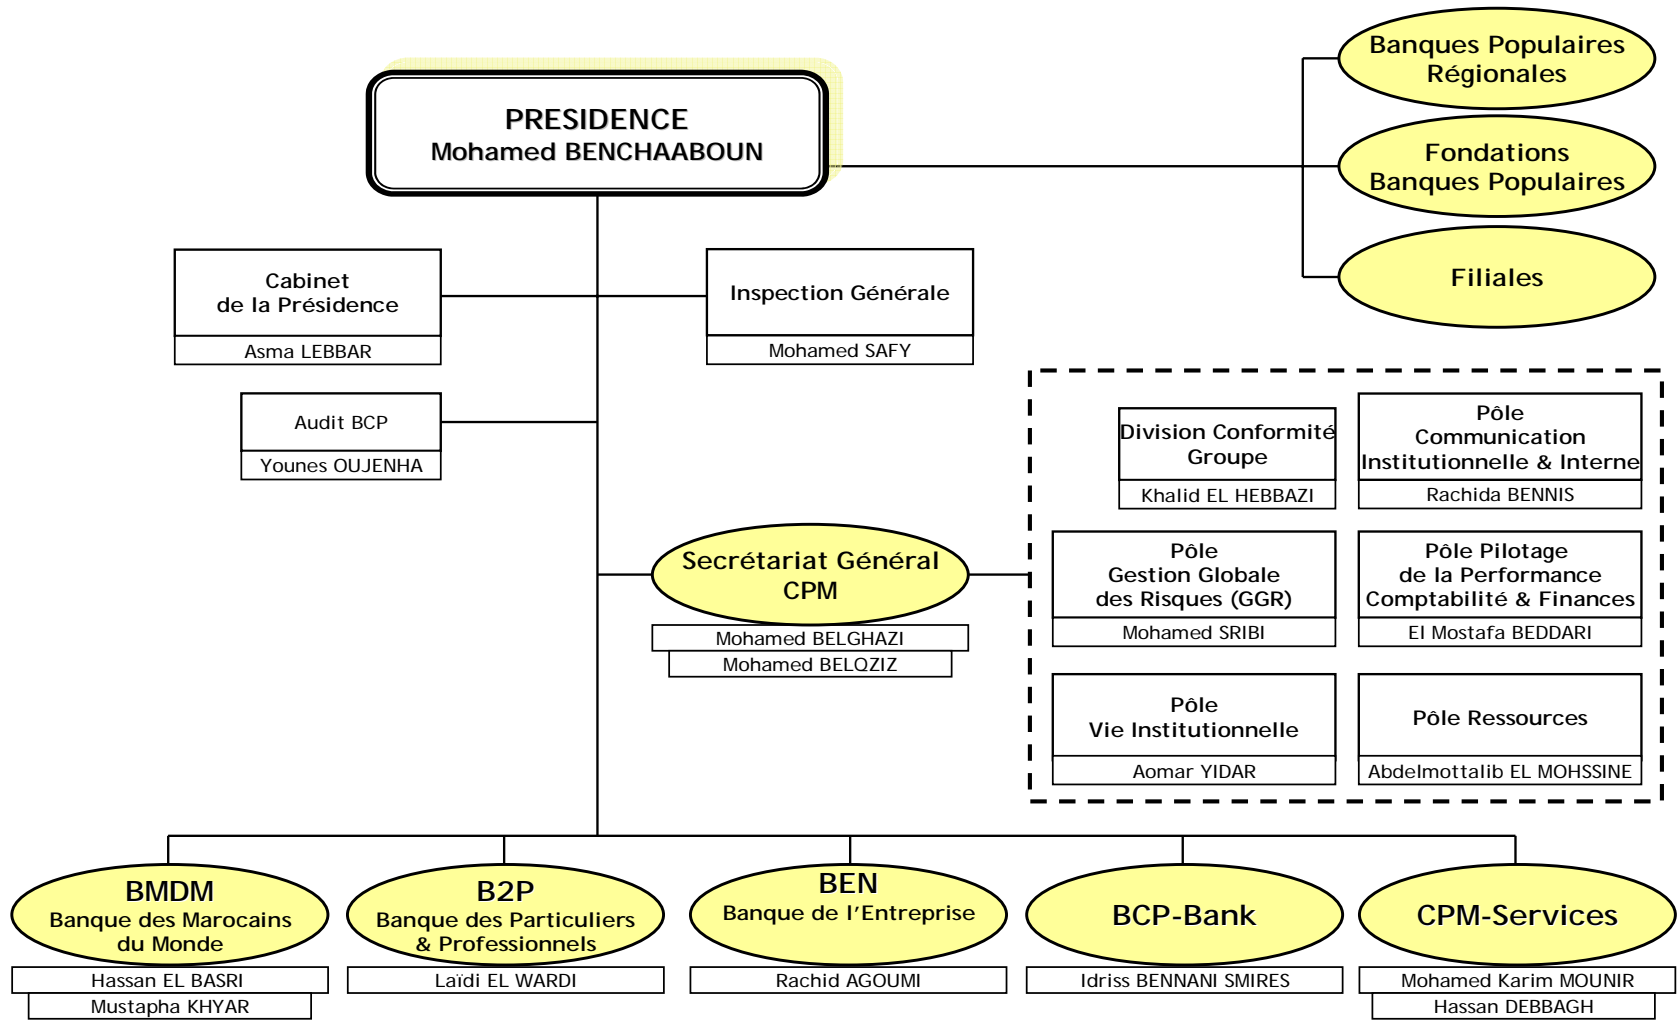 Banques Populaires
Régionales
PRESIDENCE
Mohamed BENCHAABOUN
Fondations
Banques Populaires
Filiales
Cabinet
de la Présidence
Asma LEBBAR
Inspection Générale
Mohamed SAFY
Audit BCP
Younes OUJENHA
Division Conformité
Groupe
Khalid EL HEBBAZI
Pôle
Communication
Institutionnelle & Interne
Rachida BENNIS
Secrétariat Général
CPM
Mohamed BELGHAZI
Mohamed BELQZIZ
Pôle
Gestion Globale
des Risques (GGR)
Mohamed SRIBI
Pôle Pilotage
de la Performance
Comptabilité & Finances
El Mostafa BEDDARI
Pôle
Vie Institutionnelle
Aomar YIDAR
Pôle Ressources
Abdelmottalib EL MOHSSINE
BMDM
Banque des Marocains
du Monde
Hassan EL BASRI
Mustapha KHYAR
B2P
Banque des Particuliers
& Professionnels
Laïdi EL WARDI
BEN
Banque de l'Entreprise
Rachid AGOUMI
BCP-Bank
Idriss BENNANI SMIRES
CPM-Services
Mohamed Karim MOUNIR
Hassan DEBBAGH